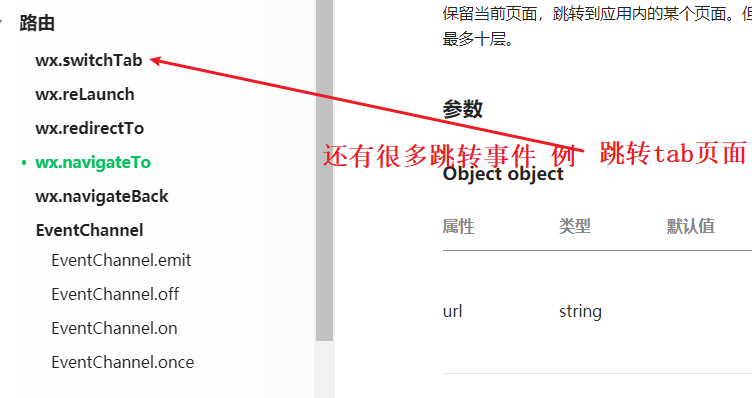 路由
wx.switchTab
wx.reLaunch
wx.redirectTo
wx.navigateTo
wx.navigateBack
EventChannel
EventChannel.emit
EventChannel.off
EventChannel.on
EventChannel.once
保留当前页面，跳转到应用内的某个页面。但
最多十层。
参数
还有很多跳转事件 例 跳转tab页面
Object object
属性 类型 默认值
url string